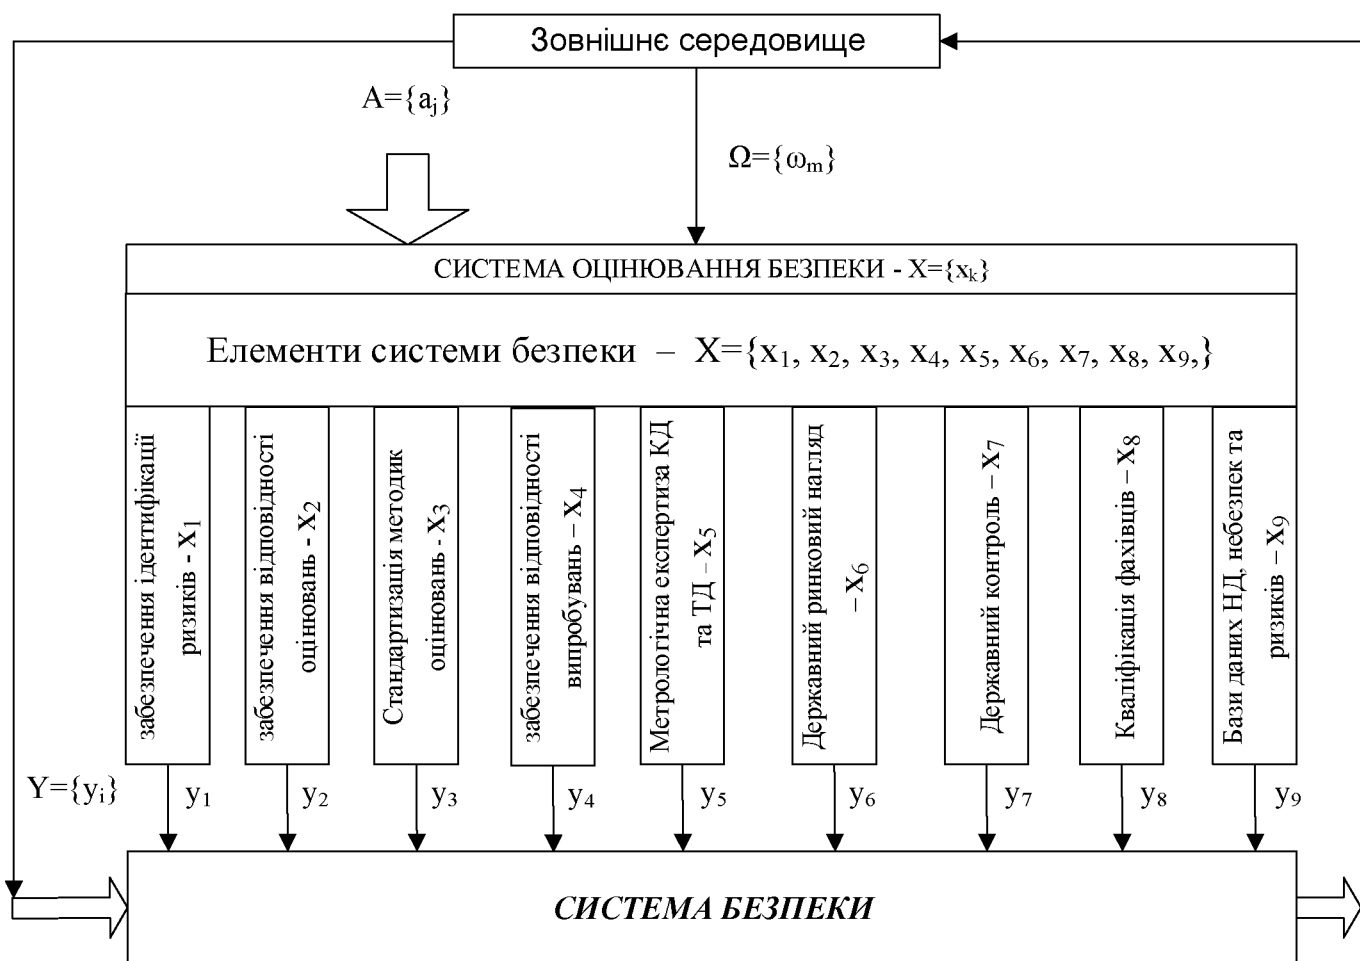 Зовнішнє середовище
A={aj}
Ω={ωm}
СИСТЕМА ОЦІНЮВАННЯ БЕЗПЕКИ - X={xk}
Елементи системи безпеки – X={x1, x2, x3, x4, x5, x6, x7, x8, x9,}
забезпечення ідентифікації
ризиків - x1
забезпечення відповідності
оцінювань - x2
Стандартизація методик
оцінювань - x3
забезпечення відповідності
випробувань – x4
Метрологічна експертиза КД
та ТД – x5
Державний ринковий нагляд
– x6
Державний контроль – x7
Кваліфікація фахівців – x8
Бази даних НД, небезпек та
ризиків – x9
Y={yi}
y1
y2
y3
y4
y5
y6
y7
y8
y9
СИСТЕМА БЕЗПЕКИ